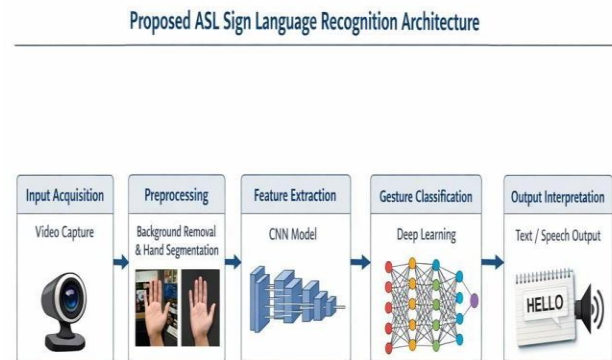 Proposed ASL Sign Language Recognition Architecture
Input Acquisition
Video Capture
Preprocessing
Background Removal
& Hand Segmentation
Feature Extraction
CNN Model
Gesture Classification
Deep Learning
Output Interpretation
Text / Speech Output
HELLO